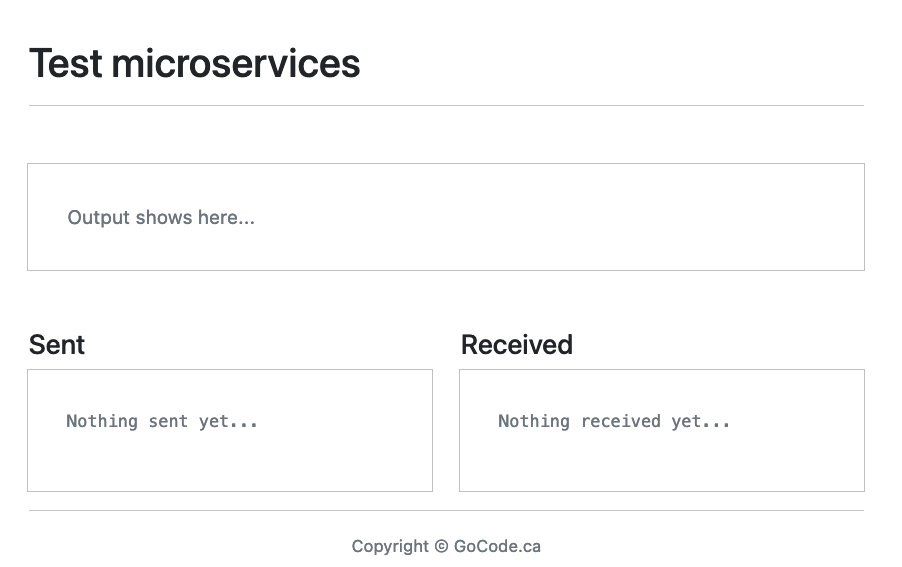 Test microservices
Output shows here...
Sent
Received
Nothing sent yet...
Nothing received yet...
Copyright © GoCode.ca